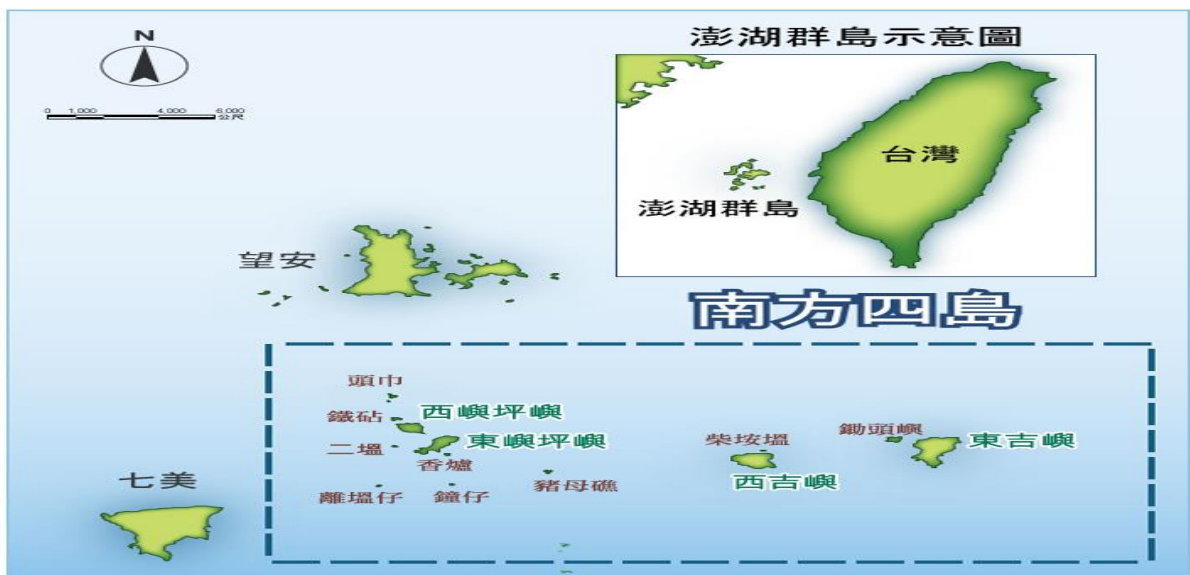 N
0 1,000 4,000 6,000
公尺
澎湖群島示意圖
台灣
澎湖群島
望安
南方四島
頭巾
鐵砧
西嶼坪嶼
二塭
東嶼坪嶼
香爐
離塭仔
鐘仔
豬母礁
柴垵塭
西吉嶼
鋤頭嶼
東吉嶼
七美